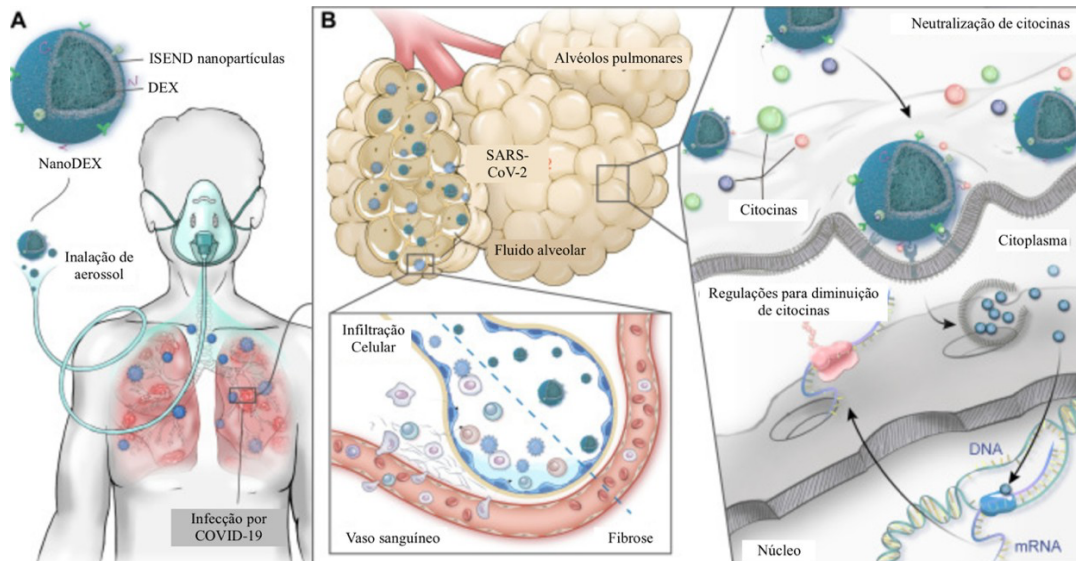 A
ISEND nanopartículas
DEX
NanoDEX
Inalação de
aerossol
Infecção por
COVID-19
B
Alvéolos pulmonares
SARS-
CoV-2
2
Fluido alveolar
Infiltração
Celular
Vaso sanguíneo
Fibrose
Neutralização de citocinas
Citocinas
Citoplasma
Regulações para diminuição
de citocinas
DNA
mRNA
Núcleo